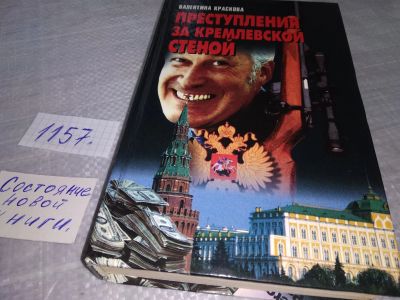 ВАЛЕНТИНА КРАСКОВА
ПРЕСТУПЛЕНИЯ
ЗА КРЕМЛЕВСКОЙ
СТЕНОЙ
1157.
Состояние
новой
книги.